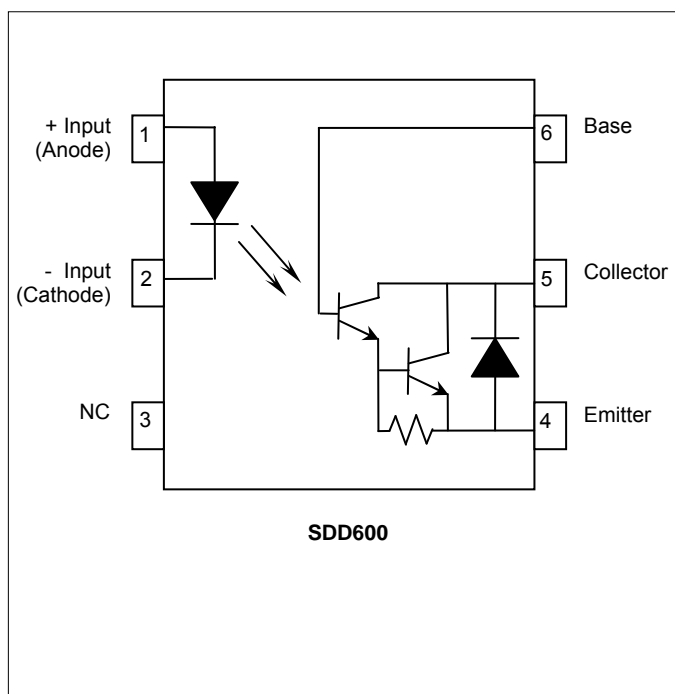 + Input
(Anode)
1
6
Base
- Input
(Cathode)
2
5
Collector
NC
3
4
Emitter
SDD600